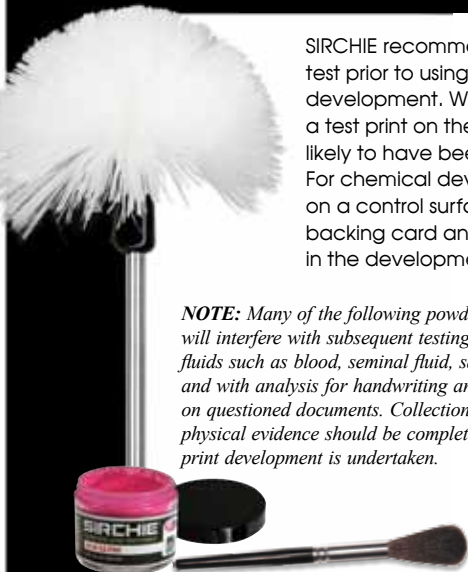 SIRCHIE recomme
test prior to using
development. W
a test print on the
likely to have bee
For chemical dev
on a control surfa
backing card an
in the developme
NOTE: Many of the following powd
will interfere with subsequent testing
fluids such as blood, seminal fluid, s
and with analysis for handwriting an
on questioned documents. Collection
physical evidence should be complet
print development is undertaken.
SIRCHIE